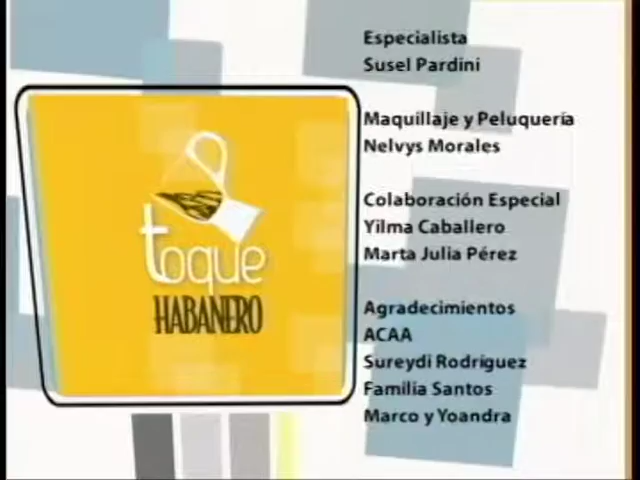 toque
HABANERO
Especialista
Susel Pardini
Maquillaje y Peluquería
Nelvys Morales
Colaboración Especial
Yilma Caballero
Marta Julia Pérez
Agradecimientos
ACAA
Sureydi Rodríguez
Familia Santos
Marco y Yoandra